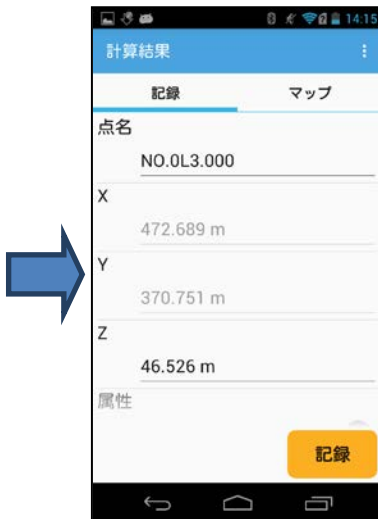 14:15
計算結果
記録 マップ
点名
NO.0L3.000
X
472.689 m
Y
370.751 m
Z
46.526 m
属性
記録